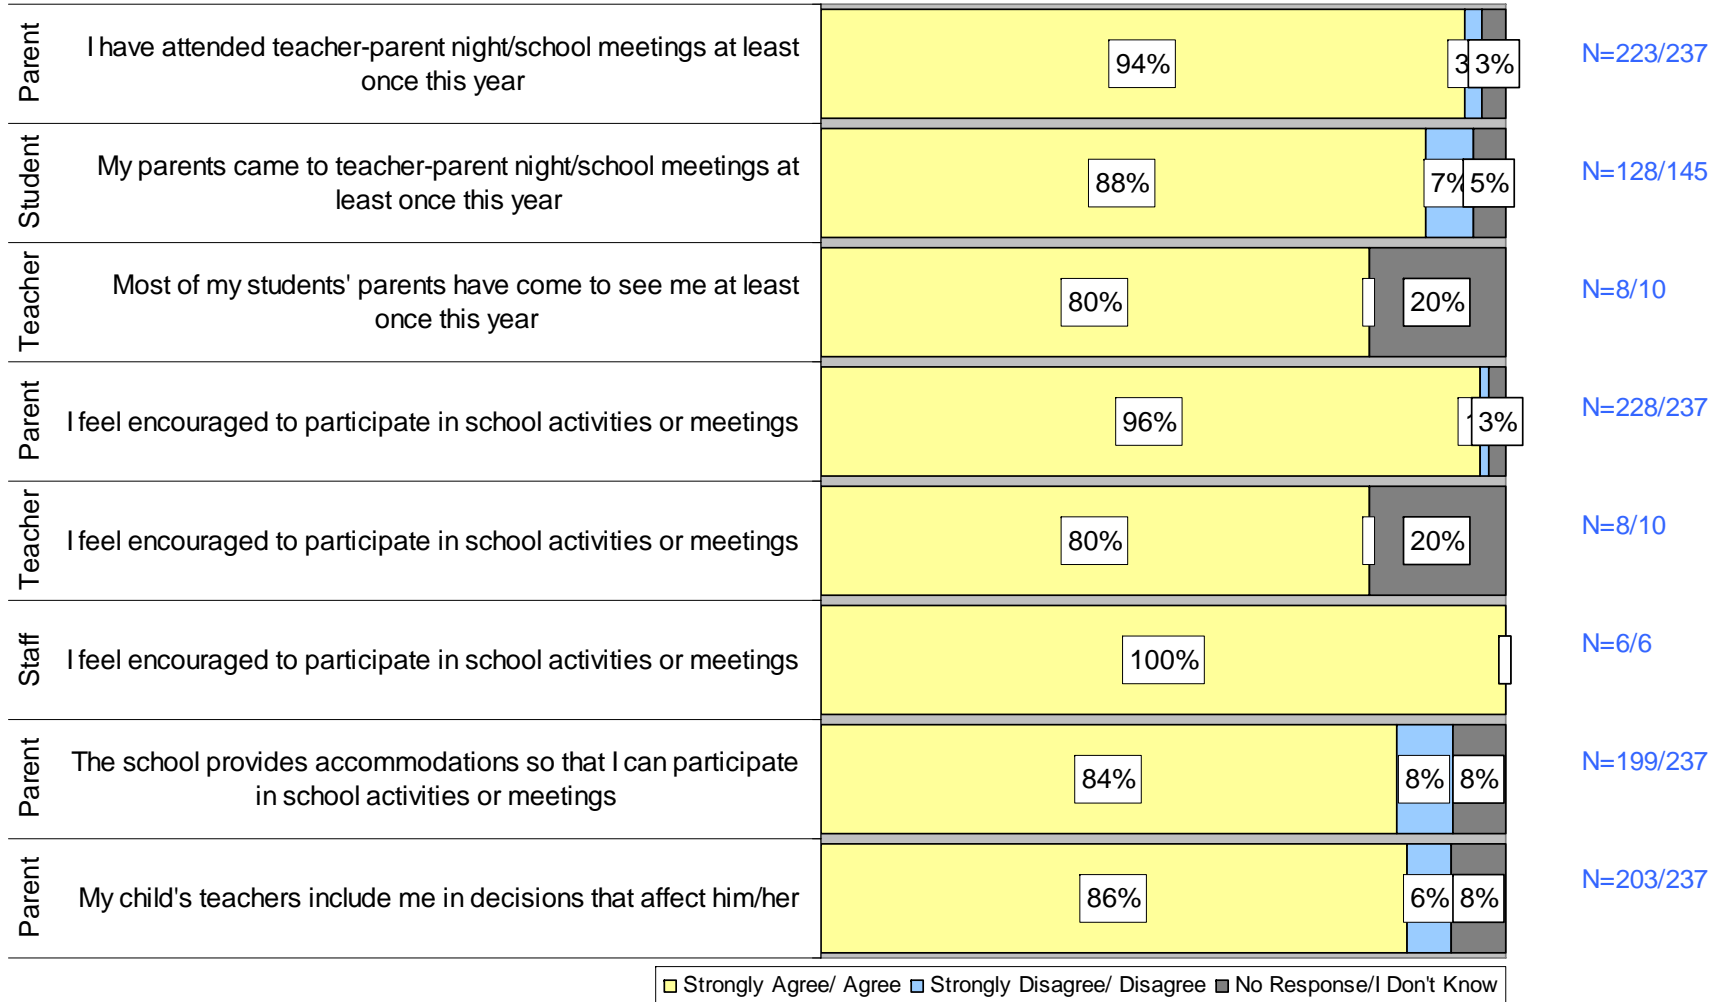 Parent
I have attended teacher-parent night/school meetings at least
once this year
94%
3
3%
N=223/237
Student
My parents came to teacher-parent night/school meetings at
least once this year
88%
7%
5%
N=128/145
Teacher
Most of my students' parents have come to see me at least
once this year
80%
20%
N=8/10
Parent
I feel encouraged to participate in school activities or meetings
96%
3%
N=228/237
Teacher
I feel encouraged to participate in school activities or meetings
80%
20%
N=8/10
Staff
I feel encouraged to participate in school activities or meetings
100%
N=6/6
Parent
The school provides accommodations so that I can participate
in school activities or meetings
84%
8%
8%
N=199/237
Parent
My child's teachers include me in decisions that affect him/her
86%
6%
8%
N=203/237
Strongly Agree/ Agree
Strongly Disagree/ Disagree
No Response/I Don't Know